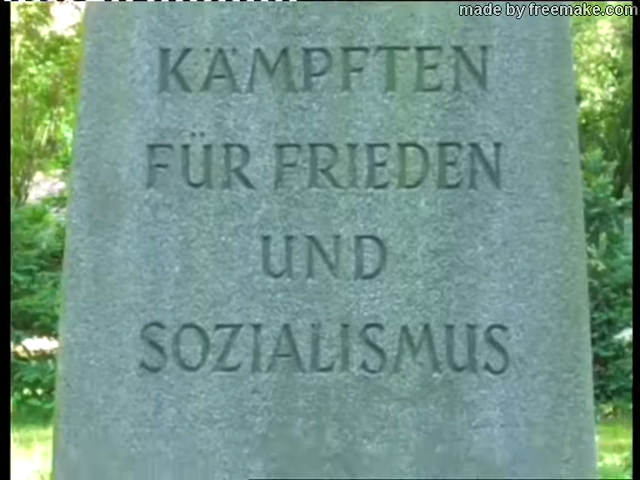 made by freemake.com
KÄMPFTEN
FÜR FRIEDEN
UND
SOZIALISMUS